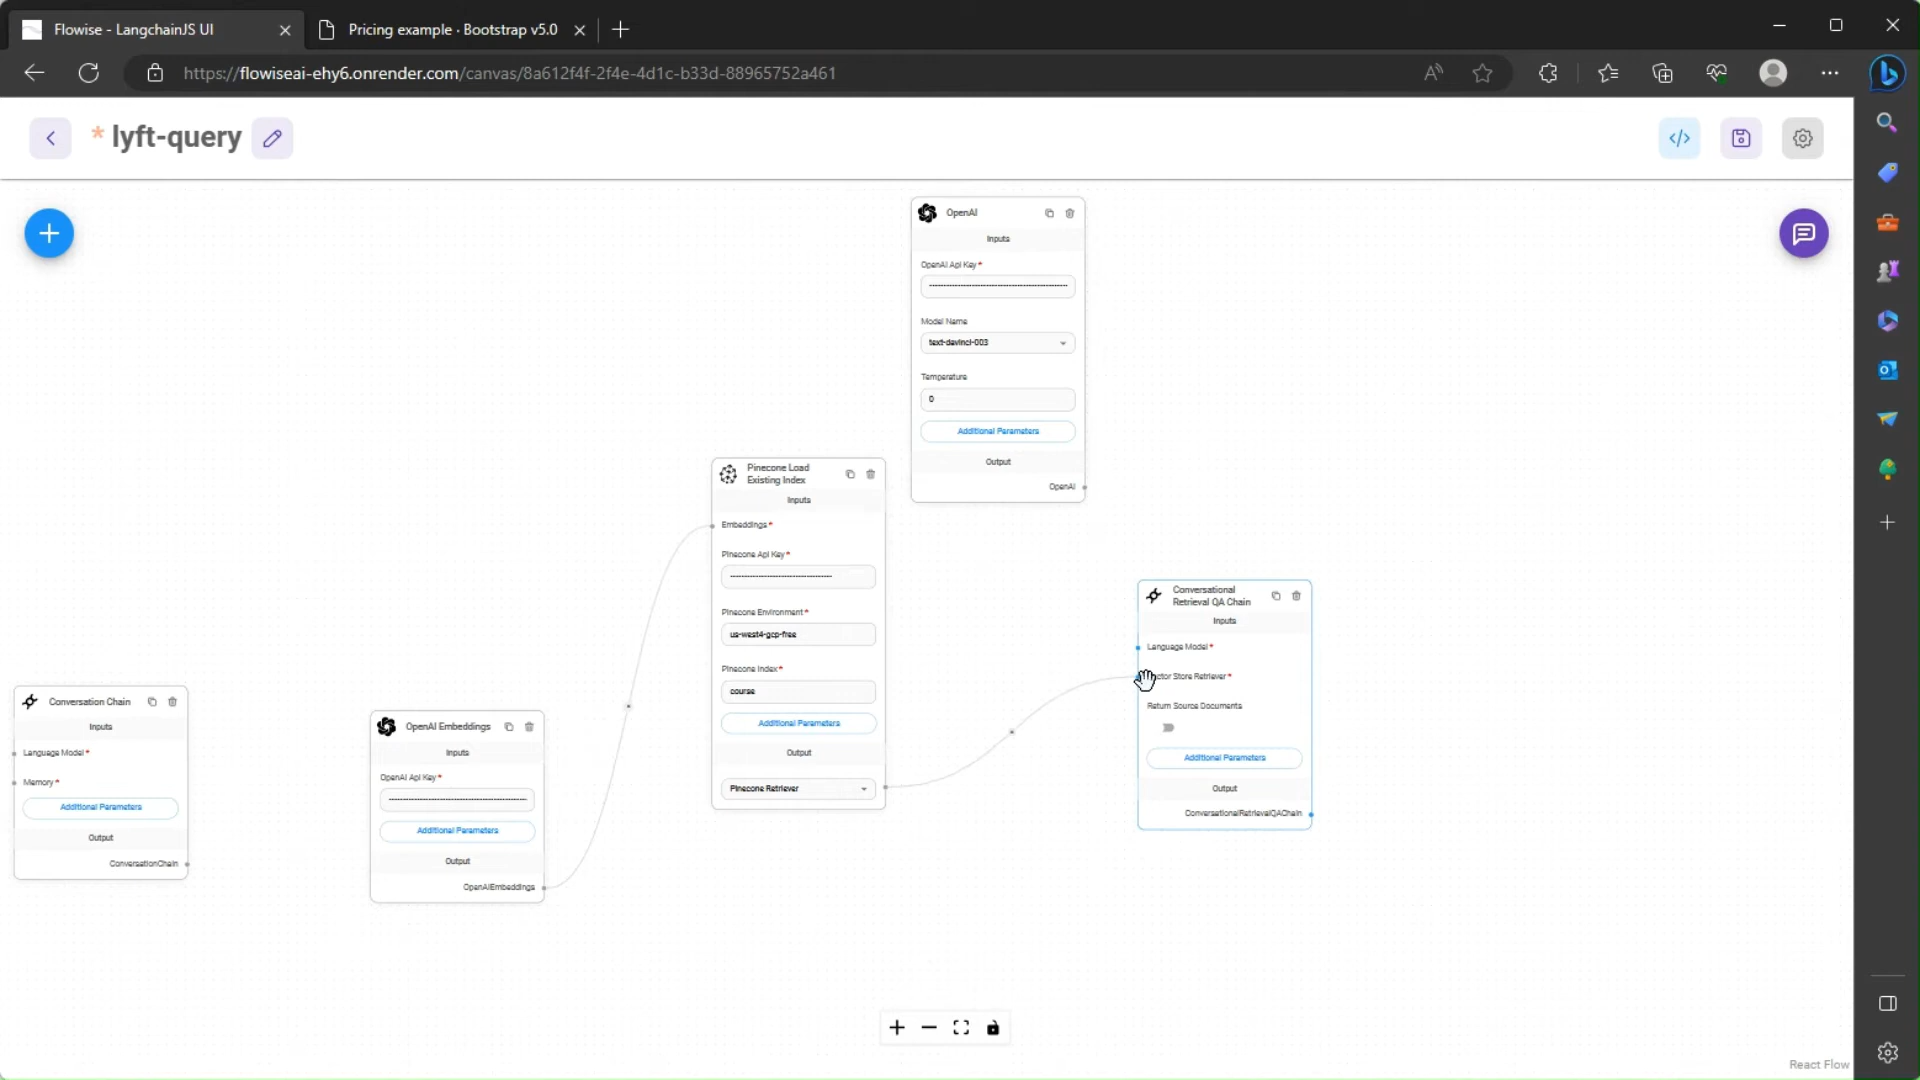 Flowise - LangchainJS UI
Pricing example · Bootstrap v5.0
https://flowiseai-ehy6.onrender.com/canvas/8a612f4f-2f4e-4d1c-b33d-88965752a461
* lyft-query
OpenAI
Inputs
OpenAI Api Key *
Model Name
text-davinci-003
Temperature
0
Additional Parameters
Output
OpenAI
Pinecone Load
Existing Index
Inputs
Embeddings *
Pinecone Api Key *
Pinecone Environment *
us-west4-gcp-free
Pinecone Index *
course
Additional Parameters
Output
Pinecone Retriever
Conversational
Retrieval QA Chain
Inputs
Language Model *
ctor Store Retriever *
Return Source Documents
Additional Parameters
Output
ConversationalRetrievalQAChain
Conversation Chain
Inputs
Language Model *
Memory *
Additional Parameters
Output
ConversationChain
OpenAI Embeddings
Inputs
OpenAI Api Key *
Additional Parameters
Output
OpenAIEmbeddings
React Flow